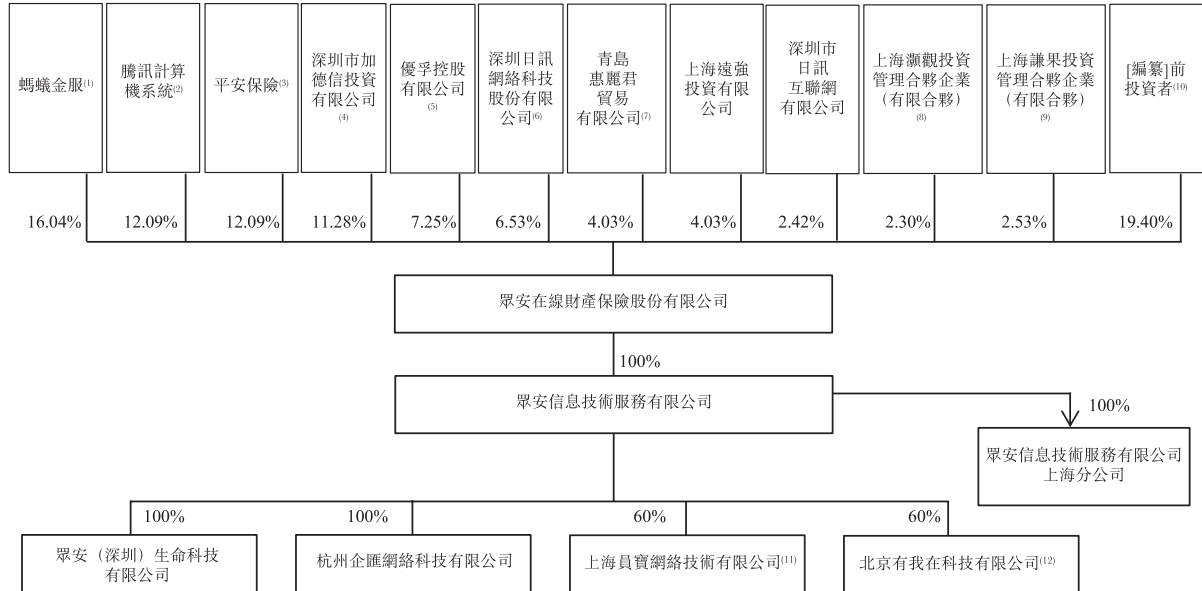 螞蟻金服(1)
騰訊計算
機系統(2)
平安保險(3)
深圳市加
德信投資
有限公司
(4)
優孚控股
有限公司
(5)
深圳日訊
網絡科技
股份有限
公司(6)
青島
惠麗君
貿易
有限公司(7)
上海遠強
投資有限
公司
深圳市
日訊
互聯網
有限公司
上海灝觀投資
管理合夥企業
（有限合夥）
(8)
上海謙果投資
管理合夥企業
（有限合夥）
(9)
[編纂]前
投資者(10)
16.04%
12.09%
12.09%
11.28%
7.25%
6.53%
4.03%
4.03%
2.42%
2.30%
2.53%
19.40%
眾安在線財產保險股份有限公司
100%
眾安信息技術服務有限公司
100%
眾安信息技術服務有限公司
上海分公司
100%
100%
60%
60%
眾安（深圳）生命科技
有限公司
杭州企匯網絡科技有限公司
上海員寶網絡技術有限公司(11)
北京有我在科技有限公司(12)